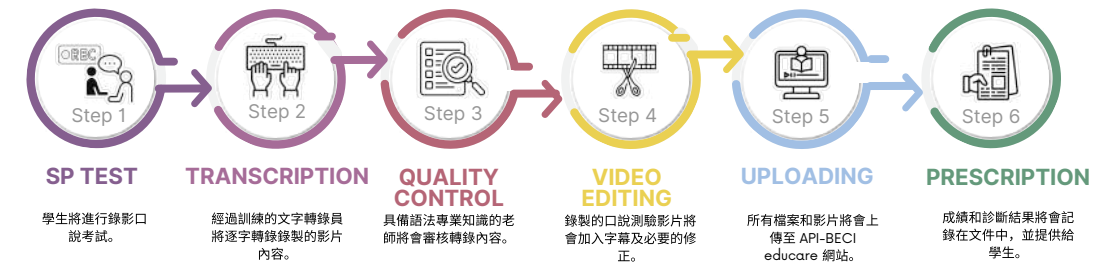 REC
Step 1
Step 2
Step 3
Step 4
Step 5
Step 6
SP TEST
學生將進行錄影口
說考試。
TRANSCRIPTION
經過訓練的文字轉錄員
將逐字轉錄錄製的影片
內容。
QUALITY
CONTROL
具備語法專業知識的老
師將會審核轉錄內容。
VIDEO
EDITING
錄製的口說測驗影片將
會加入字幕及必要的修
正。
UPLOADING
所有檔案和影片將會上
傳至 API-BECI
educare 網站。
PRESCRIPTION
成績和診斷結果將會記
錄在文件中，並提供給
學生。